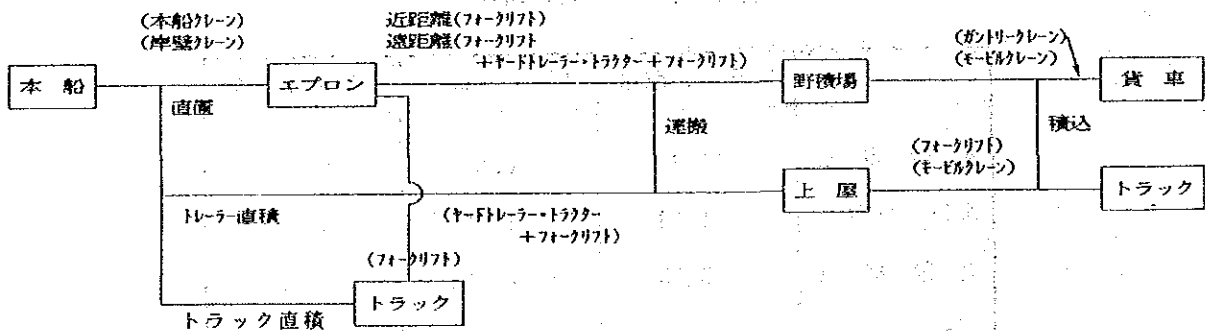 (本船クレーン)
(岸壁クレーン)
近距離(フォークリフト)
遠距離(フォークリフト
+ヤードトレーラー・トラクター+フォークリフト)
(ガントリークレーン)
(モービルクレーン)
本船
エプロン
野積場
貨車
直置
運搬
積込
(フォークリフト)
(モービルクレーン)
上屋
トラック
トレーラー直積
(ヤードトレーラー・トラクター
+フォークリフト)
(フォークリフト)
トラック
トラック直積